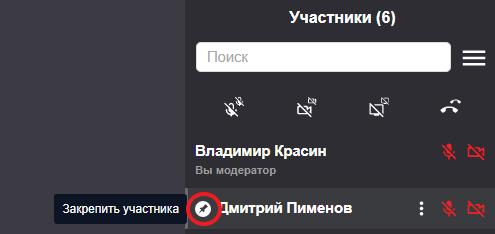 Участники (6)
Поиск
Владимир Красин
Вы модератор
Закрепить участника
Дмитрий Пименов